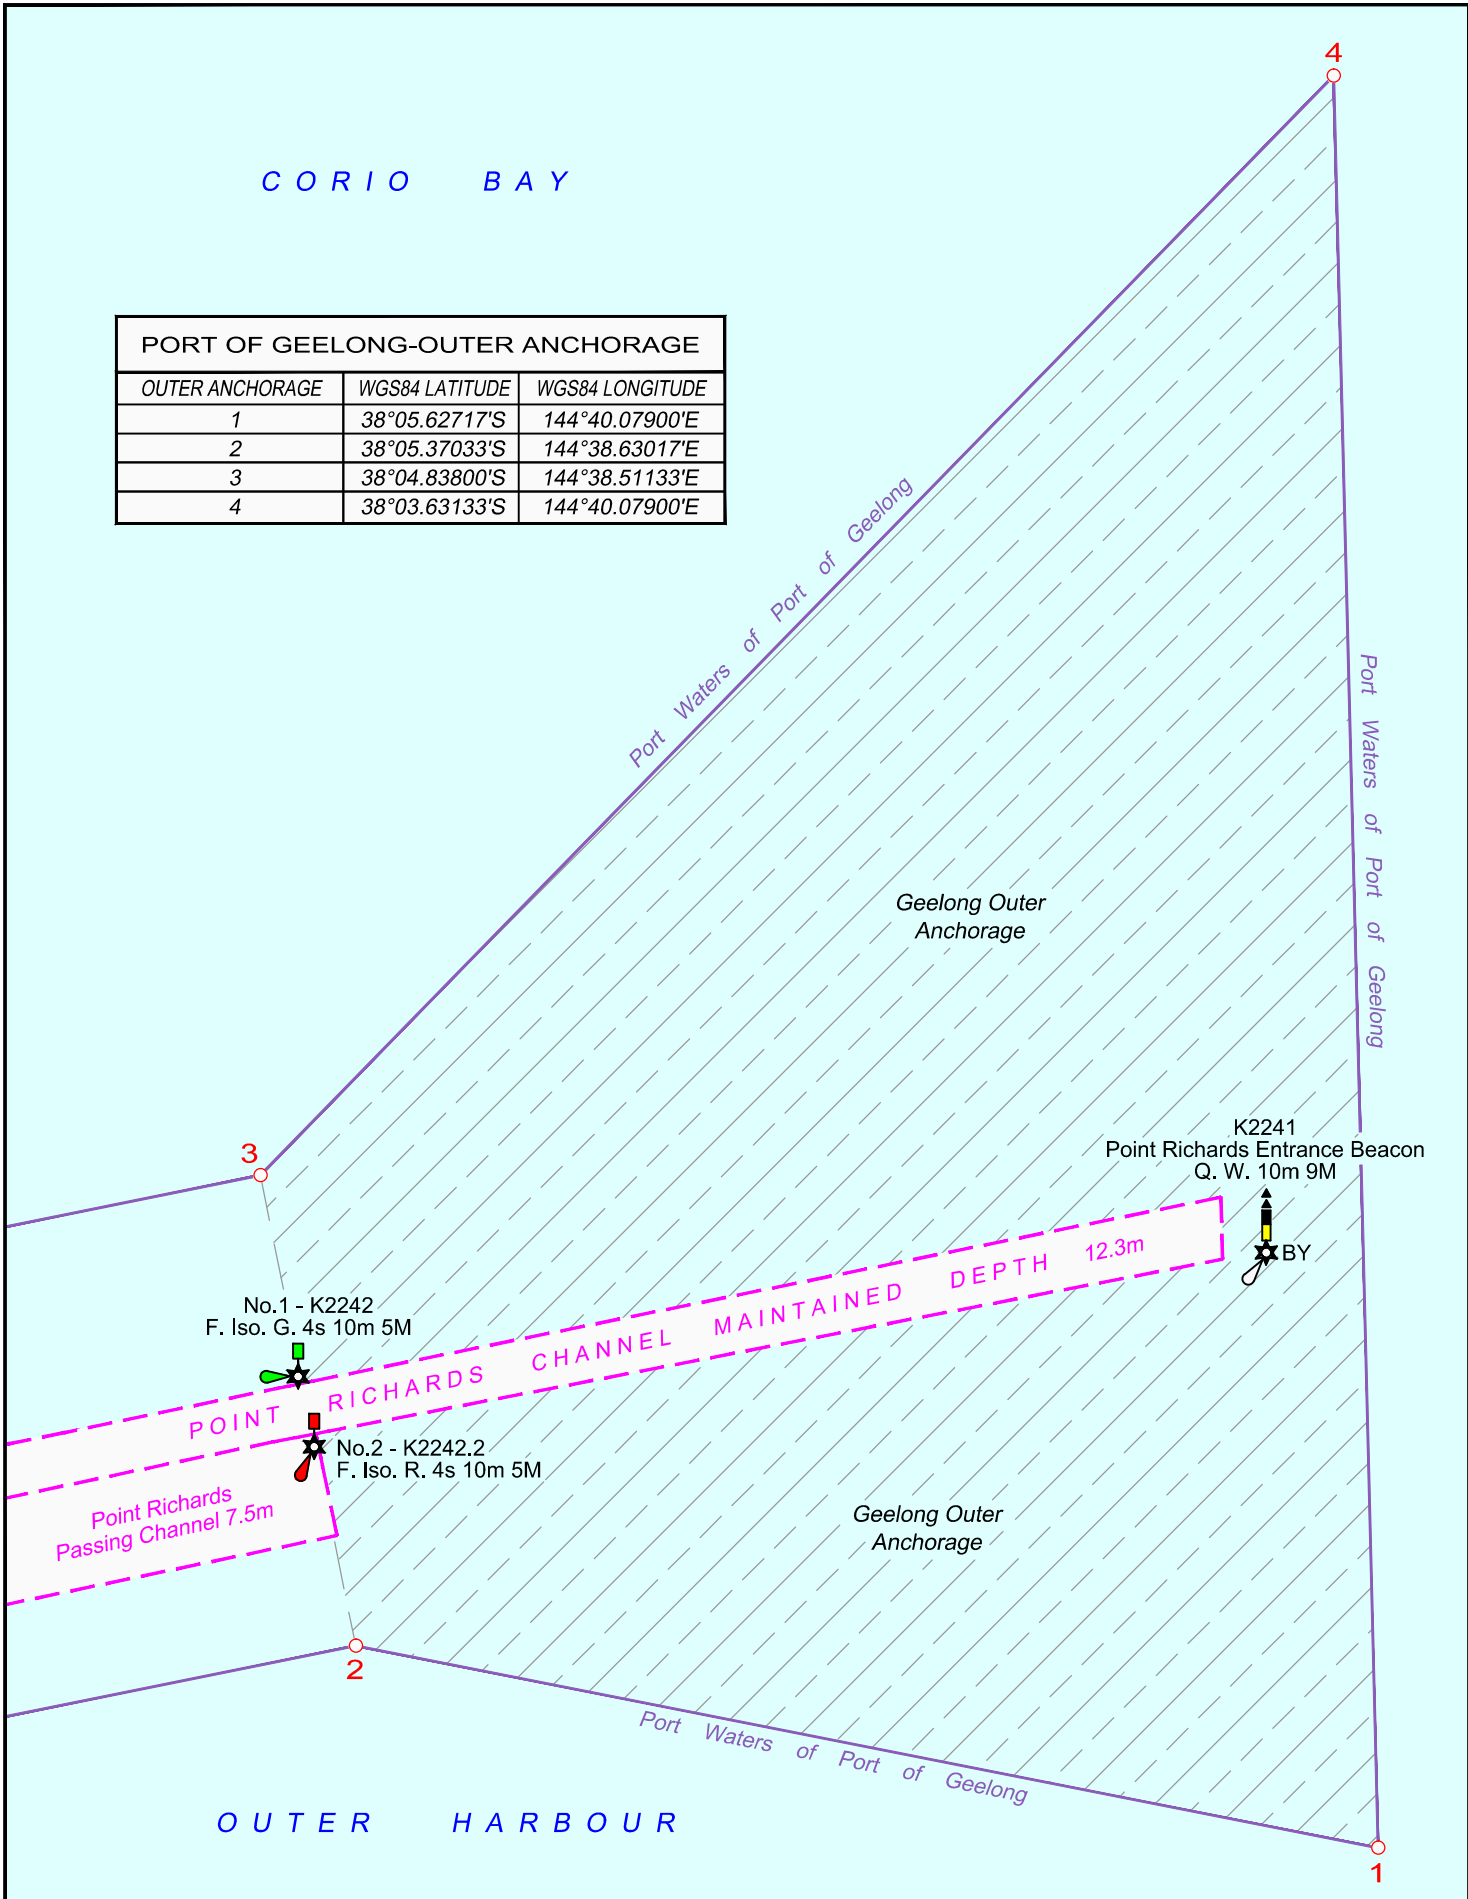 4
CORIO BAY
PORT OF GEELONG-OUTER ANCHORAGE
OUTER ANCHORAGE WGS84 LATITUDE WGS84 LONGITUDE
1 38°05.62717'S 144°40.07900'E
2 38°05.37033'S 144°38.63017'E
3 38°04.83800'S 144°38.51133'E
4 38°03.63133'S 144°40.07900'E
Port Waters of Port of Geelong
Port Waters of Port of Geelong
Geelong Outer
Anchorage
K2241
Point Richards Entrance Beacon
Q. W. 10m 9M
BY
3
No.1 - K2242
F. Iso. G. 4s 10m 5M
POINT RICHARDS CHANNEL MAINTAINED DEPTH 12.3m
No.2 - K2242.2
F. Iso. R. 4s 10m 5M
Point Richards
Passing Channel 7.5m
Geelong Outer
Anchorage
2
Port Waters of Port of Geelong
OUTER HARBOUR
1